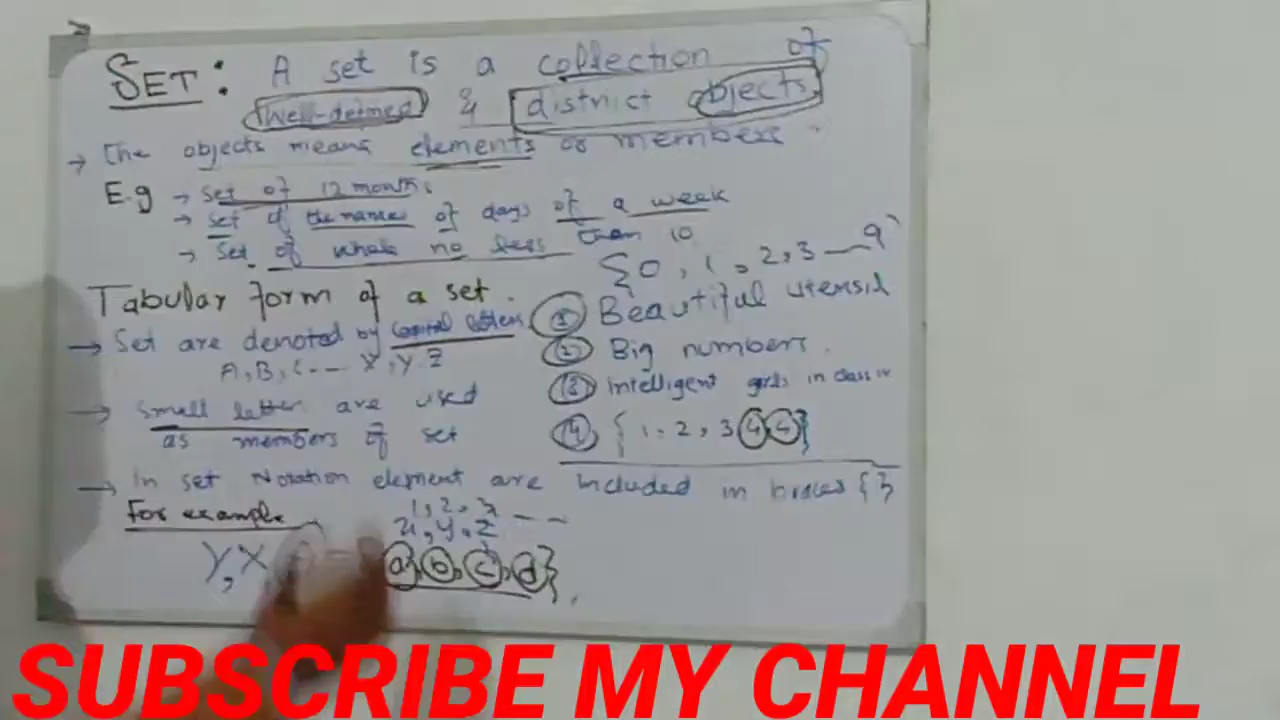 SET: A set is a collection of
Well-defined & district objects
→ The objects means elements or members
E.g → Set of 12 months
→ Set of the names of days of a week
→ Set of whole no less than 10
{0, 1, 2, 3 — 9}
Tabular form of a set.
→ Set are denoted by capital letters
A, B, C --- X, Y, Z
→ Small letter are used
as members of set
① Beautiful utensil
② Big numbers.
③ intelligent girls in class
④ { 1, 2, 3 4 4 }
→ In set Notation element are included in braces { }
For example
1, 2, 3 — —
x, y, z
Y, X
a, b, c, d }
SUBSCRIBE MY CHANNEL